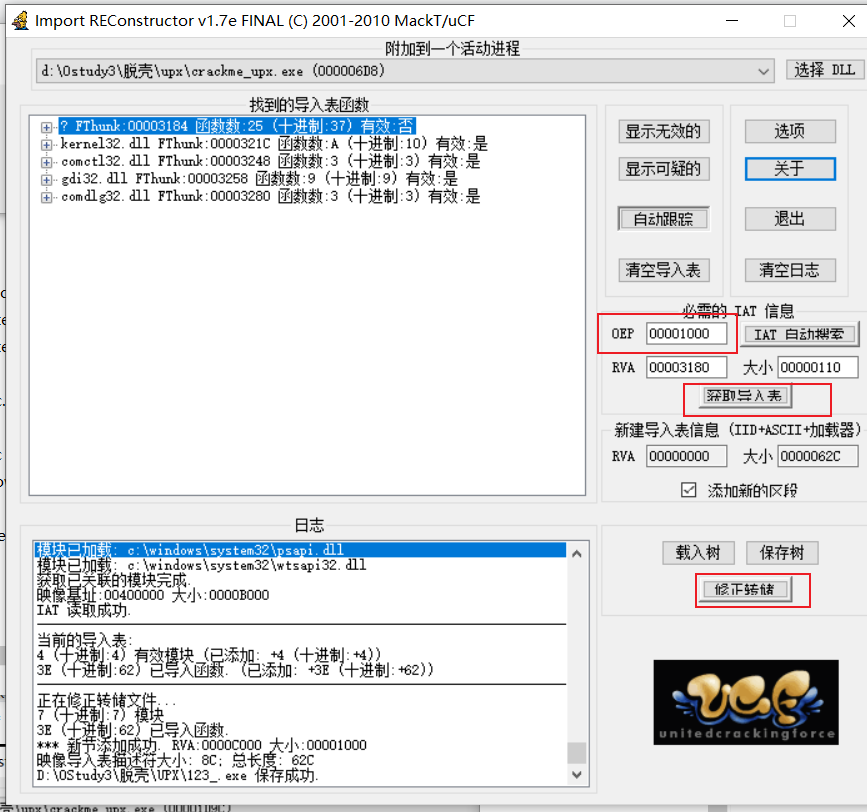 Import REConstructor v1.7e FINAL (C) 2001-2010 MackT/uCF
附加到一个活动进程
d:\0study3\脱壳\upx\crackme_upx.exe (000006D8)
选择 DLL
找到的导入表函数
? FThunk:00003184 函数数:25 (十进制:37) 有效:否
kernel32.dll FThunk:0000321C 函数数:A (十进制:10) 有效:是
comctl32.dll FThunk:00003248 函数数:3 (十进制:3) 有效:是
gdi32.dll FThunk:00003258 函数数:9 (十进制:9) 有效:是
comdlg32.dll FThunk:00003280 函数数:3 (十进制:3) 有效:是
显示无效的
选项
显示可疑的
关于
自动跟踪
退出
清空导入表
清空日志
必需的 IAT 信息
OEP 00001000 IAT 自动搜索
RVA 00003180 大小 00000110
获取导入表
新建导入表信息 (IID+ASCII+加载器)
RVA 00000000 大小 0000062C
添加新的区段
日志
模块已加载: c:\windows\system32\psapi.dll
模块已加载: c:\windows\system32\wtsapi32.dll
获取已关联的模块完成.
映像基址:00400000 大小:0000B000
IAT 读取成功.
当前的导入表:
4 (十进制:4) 有效模块 (已添加: +4 (十进制:+4))
3E (十进制:62) 已导入函数. (已添加: +3E (十进制:+62))
正在修正转储文件...
7 (十进制:7) 模块
3E (十进制:62) 已导入函数.
*** 新节添加成功. RVA:0000C000 大小:00001000
映像导入表描述符大小: 8C; 总长度: 62C
D:\0Study3\脱壳\UPX\123_.exe 保存成功.
载入树
保存树
修正转储
UCF
unitedcrackingforce
壳\upx\crackme_upx.exe (00001D9C)